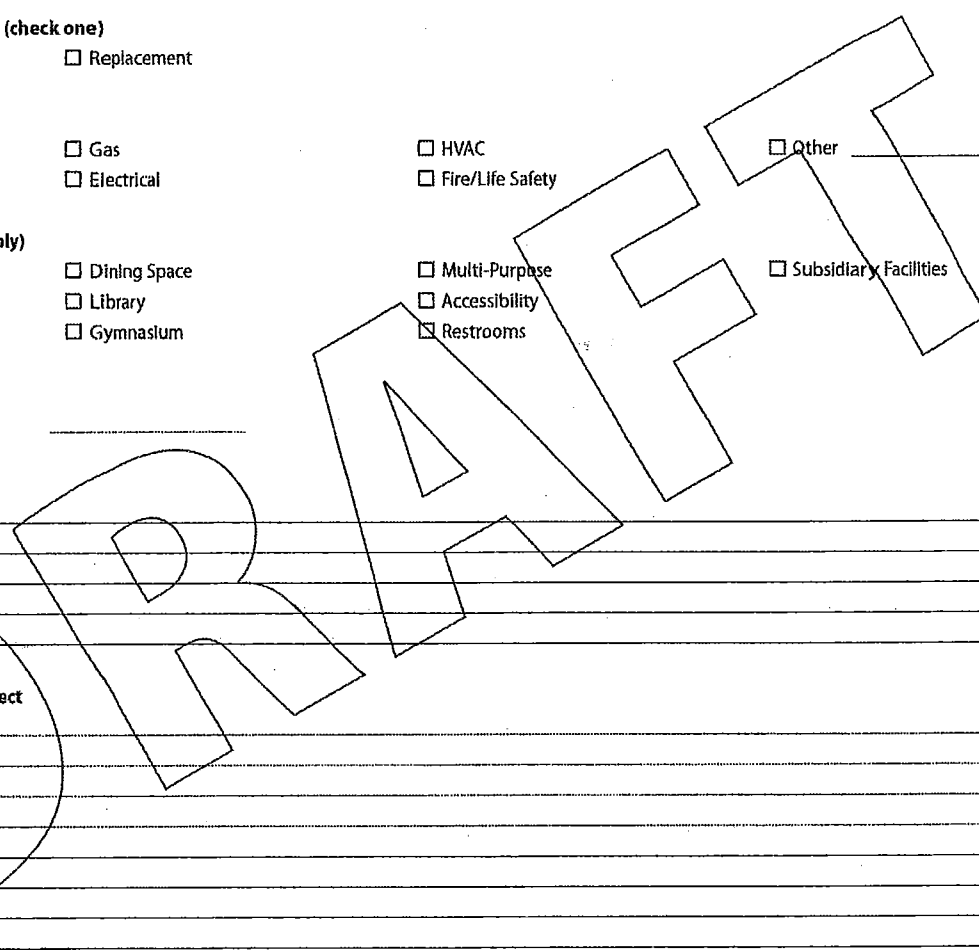 (check one)
☐ Replacement
☐ Gas ☐ HVAC ☐ Other
☐ Electrical ☐ Fire/Life Safety
ply)
☐ Dining Space ☐ Multi-Purpose ☐ Subsidiary Facilities
☐ Library ☐ Accessibility
☐ Gymnasium ☐ Restrooms
ect
DRAFT